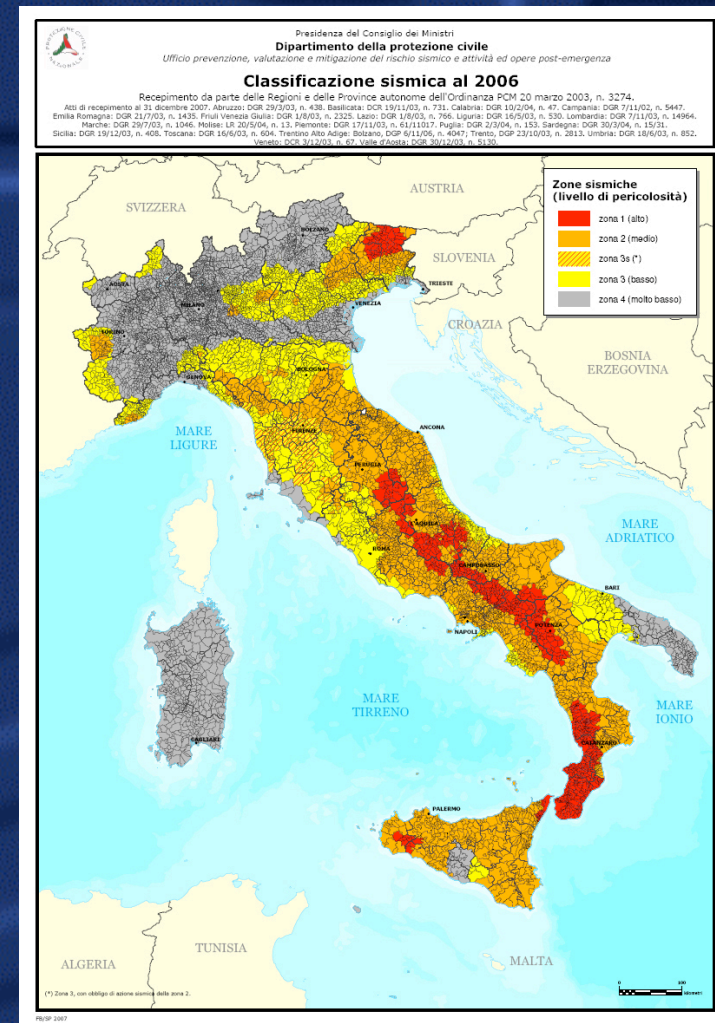 PROTEZIONE CIVILE
NAZIONALE
Presidenza del Consiglio dei Ministri
Dipartimento della protezione civile
Ufficio prevenzione, valutazione e mitigazione del rischio sismico e attività ed opere post-emergenza
Classificazione sismica al 2006
Recepimento da parte delle Regioni e delle Province autonome dell'Ordinanza PCM 20 marzo 2003, n. 3274.
Atti di recepimento al 31 dicembre 2007. Abruzzo: DGR 29/3/03, n. 438. Basilicata: DCR 19/11/03, n. 731. Calabria: DGR 10/2/04, n. 47. Campania: DGR 7/11/02, n. 5447.
Emilia Romagna: DGR 21/7/03, n. 1435. Friuli Venezia Giulia: DGR 1/8/03, n. 2325. Lazio: DGR 1/8/03, n. 766. Liguria: DGR 16/5/03, n. 530. Lombardia: DGR 7/11/03, n. 14964.
Marche: DGR 29/7/03, n. 1046. Molise: LR 20/5/04, n. 13. Piemonte: DGR 17/11/03, n. 61/11017. Puglia: DGR 2/3/04, n. 153. Sardegna: DGR 30/3/04, n. 15/31.
Sicilia: DGR 19/12/03, n. 408. Toscana: DGR 16/6/03, n. 604. Trentino Alto Adige: Bolzano, DGP 6/11/06, n. 4047; Trento, DGP 23/10/03, n. 2813. Umbria: DGR 18/6/03, n. 852.
Veneto: DCR 3/12/03, n. 67. Valle d'Aosta: DGR 30/12/03, n. 5130.
Zone sismiche
(livello di pericolosità)
zona 1 (alto)
zona 2 (medio)
zona 3s (*)
zona 3 (basso)
zona 4 (molto basso)
AUSTRIA
SVIZZERA
BOLZANO
SLOVENIA
AOSTA
TRIESTE
MILANO
VENEZIA
CROAZIA
TORINO
BOSNIA
ERZEGOVINA
BOLOGNA
GENOVA
MARE
LIGURE
FIRENZE
ANCONA
PERUGIA
L'AQUILA
MARE
ADRIATICO
ROMA
CAMPOBASSO
BARI
NAPOLI
POTENZA
MARE
TIRRENO
MARE
IONIO
CAGLIARI
CATANZARO
PALERMO
TUNISIA
ALGERIA
MALTA
(*) Zona 3, con obbligo di azione sismica della zona 2.
kilometri
FB/SP 2007